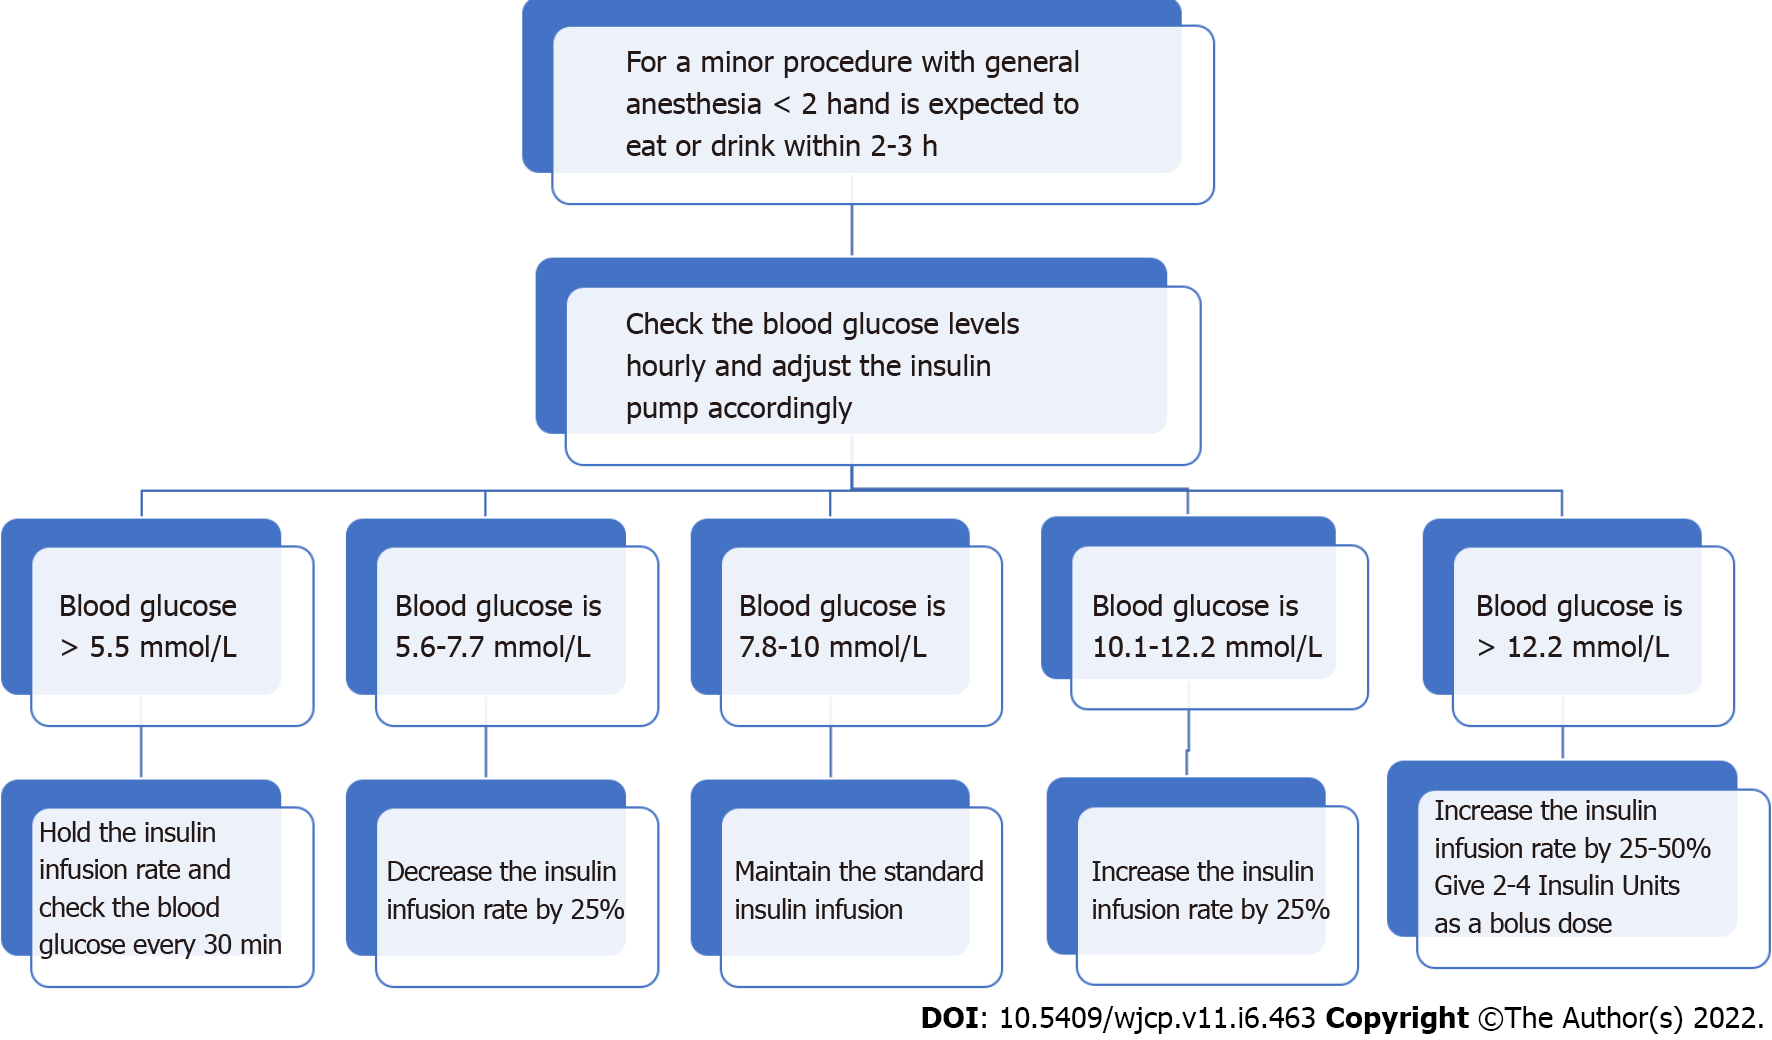 For a minor procedure with general
anesthesia < 2 hand is expected to
eat or drink within 2-3 h
Check the blood glucose levels
hourly and adjust the insulin
pump accordingly
Blood glucose
> 5.5 mmol/L
Blood glucose is
5.6-7.7 mmol/L
Blood glucose is
7.8-10 mmol/L
Blood glucose is
10.1-12.2 mmol/L
Blood glucose is
> 12.2 mmol/L
Hold the insulin
infusion rate and
check the blood
glucose every 30 min
Decrease the insulin
infusion rate by 25%
Maintain the standard
insulin infusion
Increase the insulin
infusion rate by 25%
Increase the insulin
infusion rate by 25-50%
Give 2-4 Insulin Units
as a bolus dose
DOI: 10.5409/wjcp.v11.i6.463 Copyright ©The Author(s) 2022.